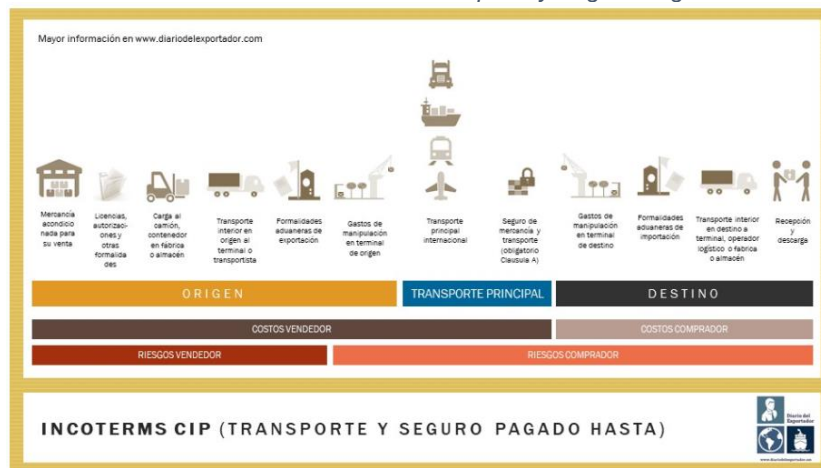 Mayor información en www.diariodelexportador.com
Mercancía
acondicio
nada para
su venta
Licencias,
autorizaci-
ones y
otras
formalida
des
Carga al
camión,
contenedor
en fábrica
o almacén
Transporte
interior en
origen al
terminal o
transportista
Formalidades
aduaneras de
exportación
Gastos de
manipulación
en terminal
de origen
Transporte
principal
internacional
Seguro de
mercancía y
transporte
(obligatorio
Clausula A)
Gastos de
manipulación
en terminal
de destino
Formalidades
aduaneras de
importación
Transporte interior
en destino a
terminal, operador
logístico o fabrica
o almacén
Recepción
y
descarga
ORIGEN
TRANSPORTE PRINCIPAL
DESTINO
COSTOS VENDEDOR
COSTOS COMPRADOR
RIESGOS VENDEDOR
RIESGOS COMPRADOR
INCOTERMS CIP (TRANSPORTE Y SEGURO PAGADO HASTA)
Diario del
Exportador